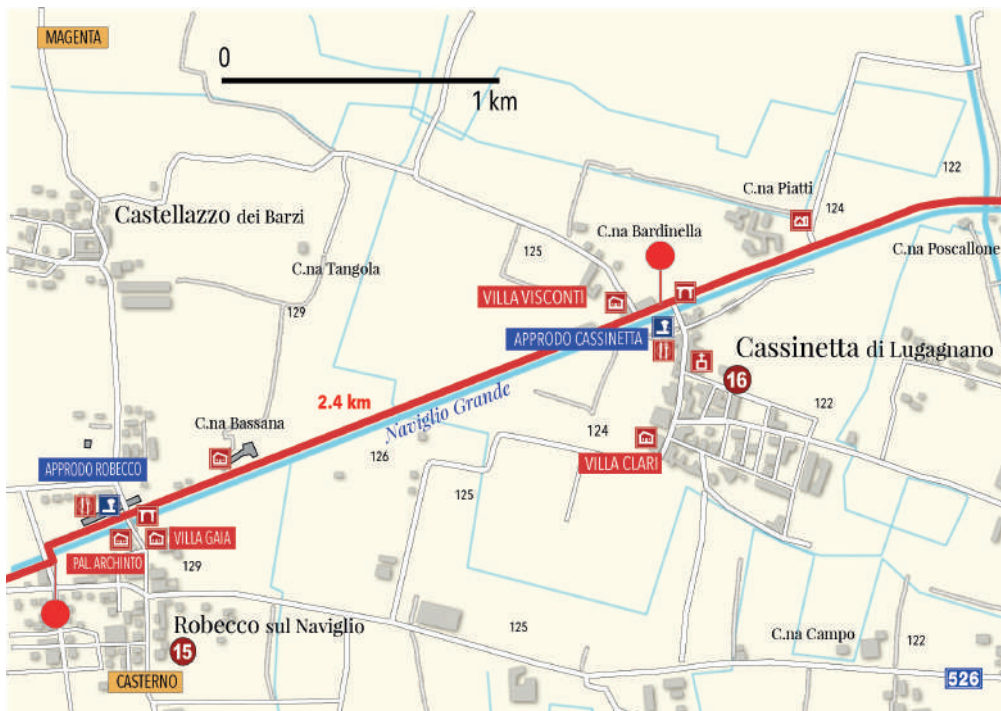 MAGENTA
0
1 km
122
C.na Piatti
124
Castellazzo dei Barzi
C.na Bardinella
125
C.na Poscallone
C.na Tangola
VILLA VISCONTI
129
APPRODO CASSINETTA
Cassinetta di Lugagnano
16
2.4 km
Naviglio Grande
122
C.na Bassana
124
126
VILLA CLARI
APPRODO ROBECCO
125
VILLA GAIA
PAL. ARCHINTO
129
Robecco sul Naviglio
125
C.na Campo
122
15
CASTERNO
526